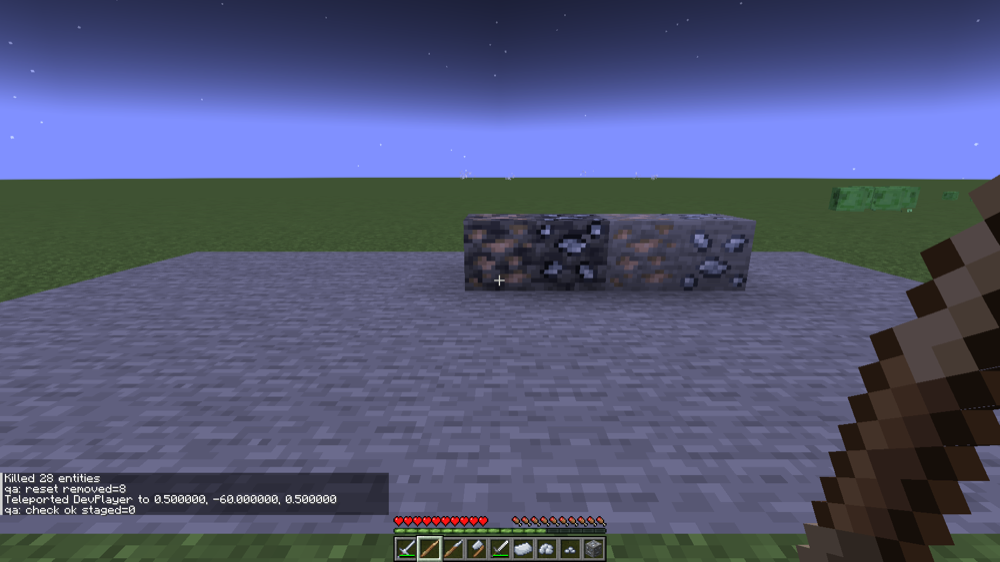 Killed 28 entities
qa: reset removed=8
Teleported DevPlayer to 0.500000, -60.000000, 0.500000
qa: check ok staged=0